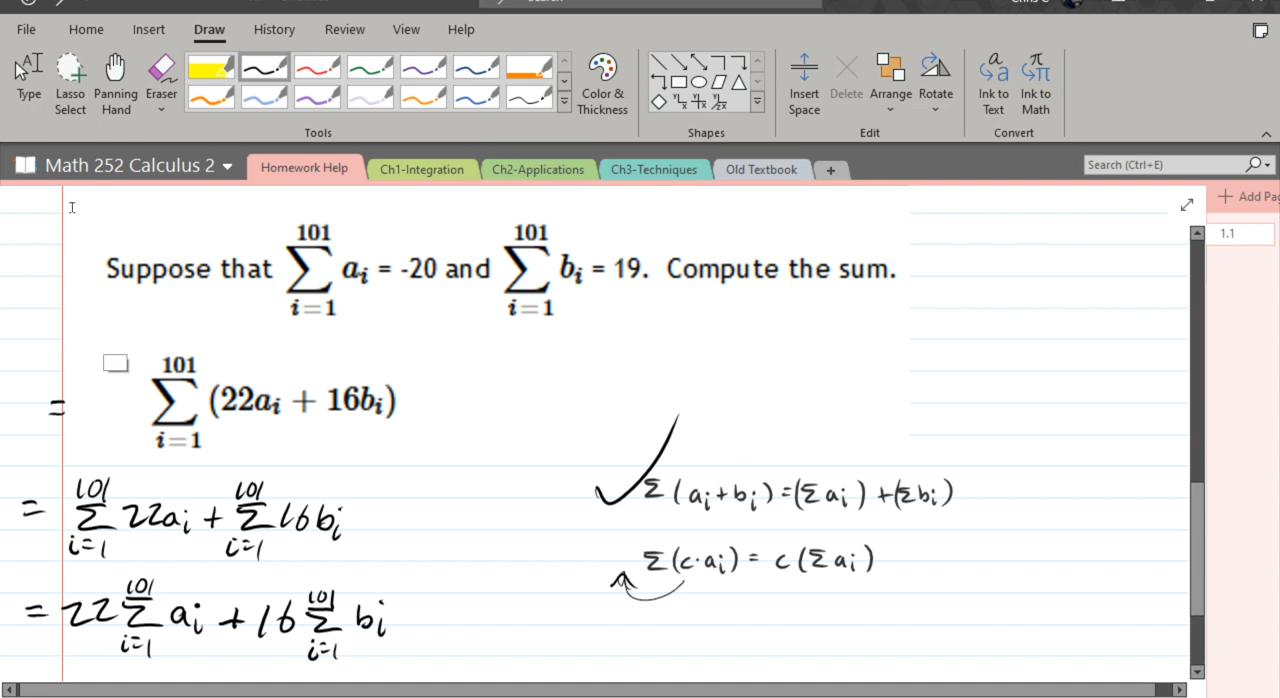 File Home Insert Draw History Review View Help
Type
Lasso Select
Panning Hand
Eraser
Color & Thickness
Insert Space
Delete
Arrange
Rotate
Ink to Text
Ink to Math
Tools Shapes Edit Convert
Math 252 Calculus 2 Homework Help Ch1-Integration Ch2-Applications Ch3-Techniques Old Textbook + Search (Ctrl+E)
+ Add Pag
1.1
Suppose that ∑_{i=1}^{101} a_i = -20 and ∑_{i=1}^{101} b_i = 19. Compute the sum.
= ∑_{i=1}^{101} (22a_i + 16b_i)
= ∑_{i=1}^{101} 22a_i + ∑_{i=1}^{101} 16b_i
= 22 ∑_{i=1}^{101} a_i + 16 ∑_{i=1}^{101} b_i
∑(a_i+b_i)=(∑a_i)+(∑b_i)
∑(c·a_i) = c(∑a_i)